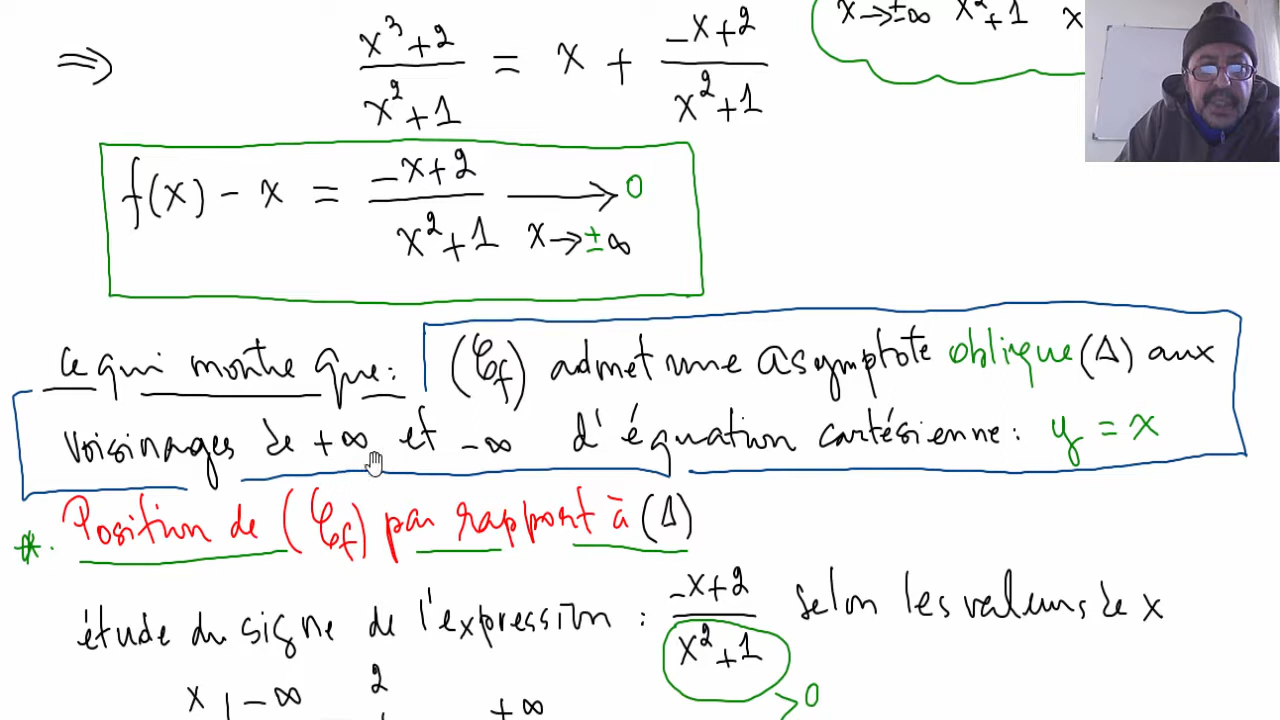 x→±∞ x²+1 x
⇒ (x³+2)/(x²+1) = x + (-x+2)/(x²+1)
f(x) - x = (-x+2)/(x²+1) ⟶ 0
x→±∞
Ce qui montre que: (𝒞f) admet une asymptote oblique (Δ) aux
voisinages de +∞ et -∞ d'équation cartésienne: y = x
*. Position de (𝒞f) par rapport à (Δ)
étude du signe de l'expression : (-x+2)/(x²+1) selon les valeurs de x
>0
x | -∞ 2 +∞